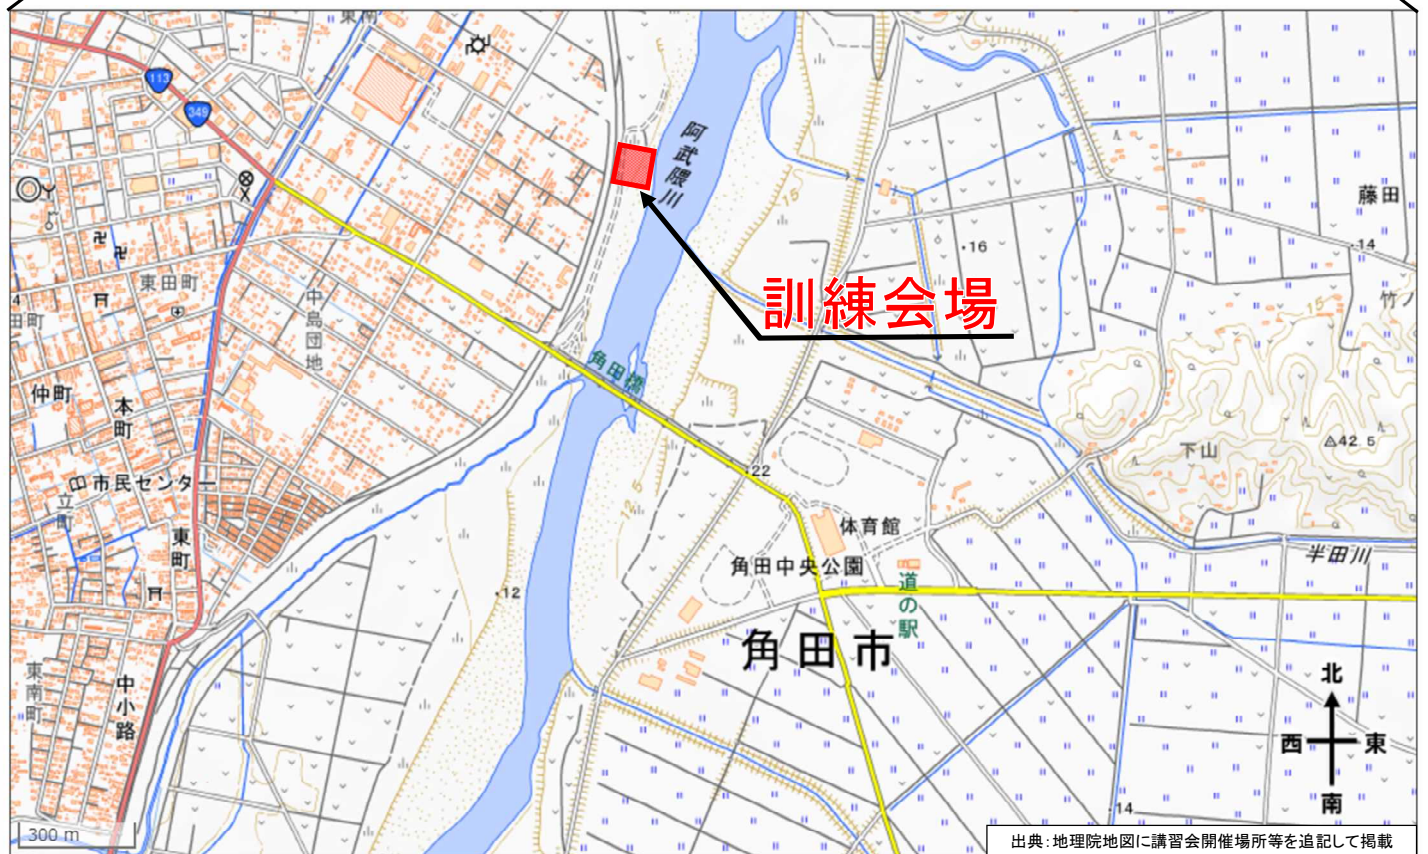 東南
113
349
阿武隈川
15
藤田
16
14
訓練会場
東田町
中島団地
4
田町
竹ノ
15
角田橋
仲町
本町
42.5
下山
22
市民センター
立町
12.5
東町
体育館
角田中央公園
道の駅
半田川
12
角田市
東南町
中小路
北
西
東
南
14
300 m
出典：地理院地図に講習会開催場所等を追記して掲載